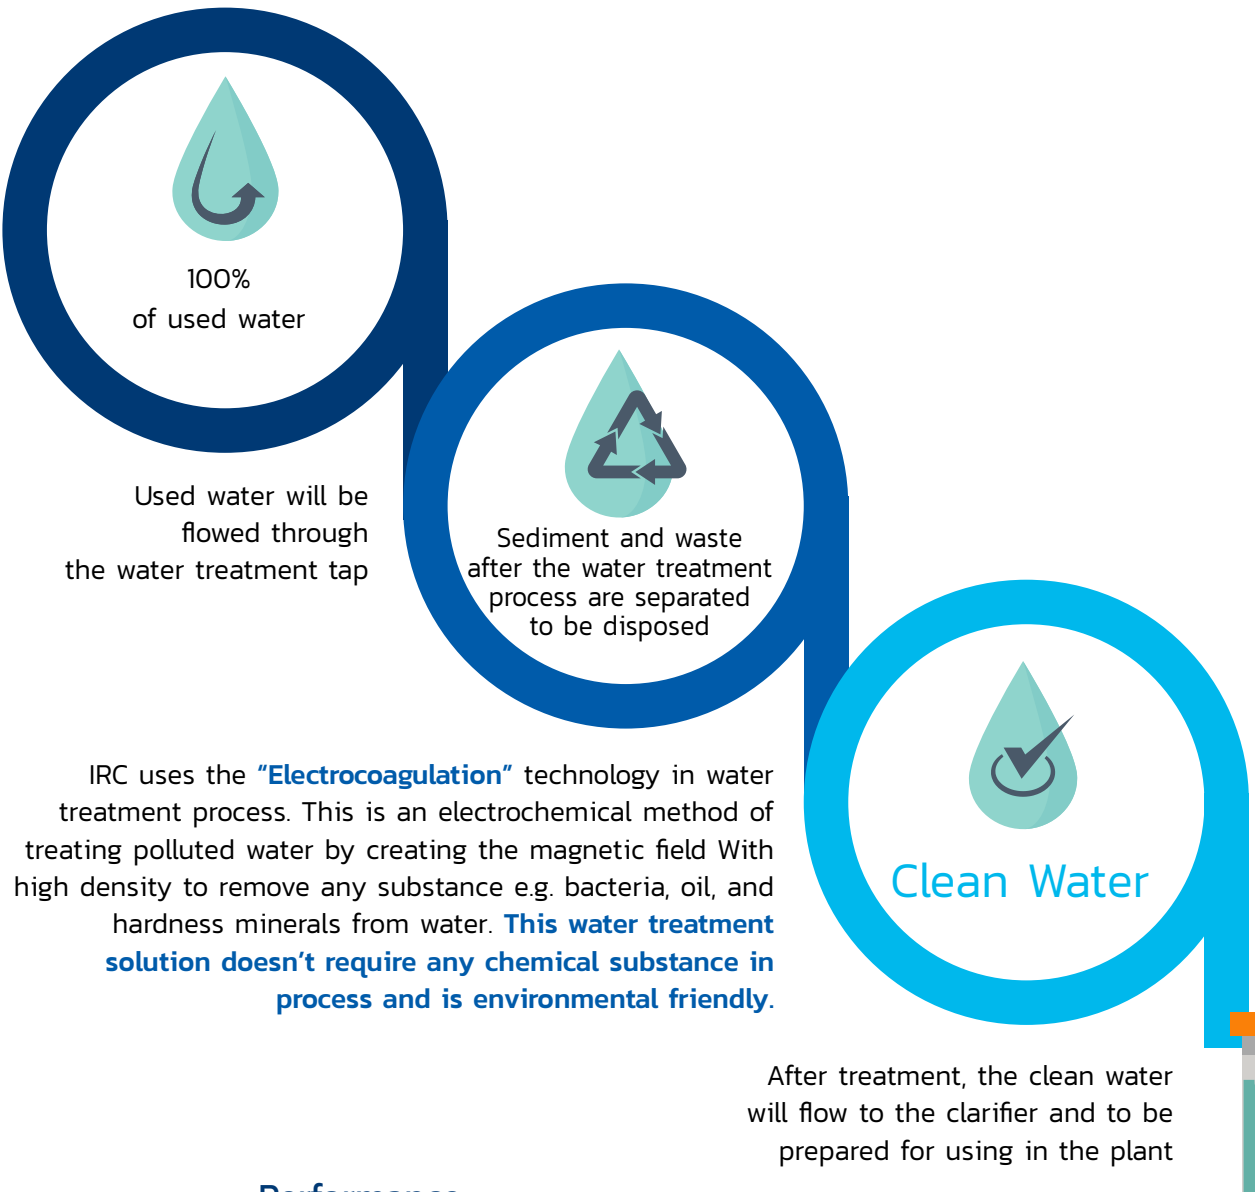 100%
of used water
Used water will be
flowed through
the water treatment tap
Sediment and waste
after the water treatment
process are separated
to be disposed
IRC uses the “Electrocoagulation” technology in water
treatment process. This is an electrochemical method of
treating polluted water by creating the magnetic field With
high density to remove any substance e.g. bacteria, oil, and
hardness minerals from water. This water treatment
solution doesn’t require any chemical substance in
process and is environmental friendly.
Clean Water
After treatment, the clean water
will flow to the clarifier and to be
prepared for using in the plant
Performance